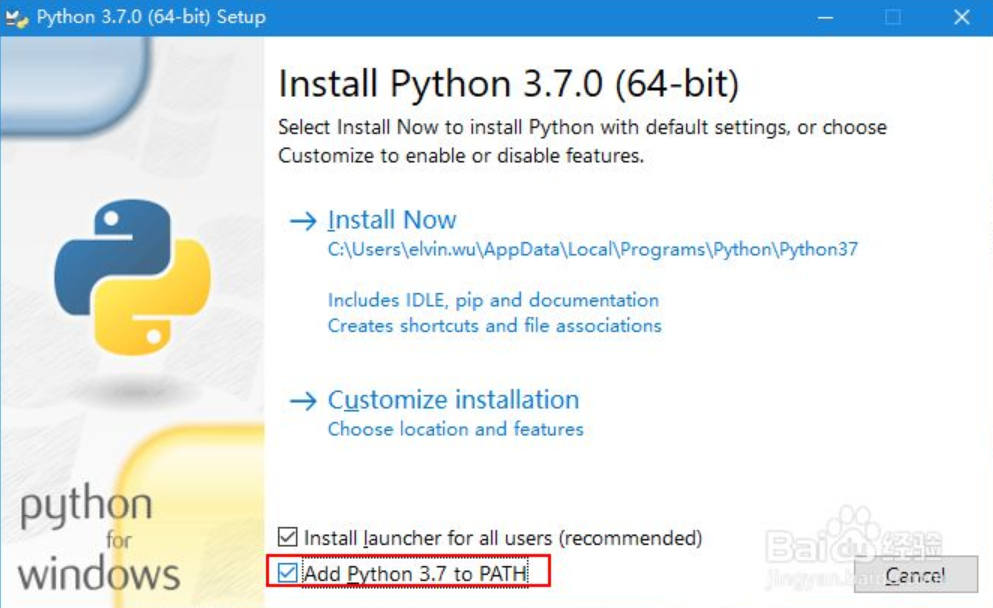 Python 3.7.0 (64-bit) Setup
Install Python 3.7.0 (64-bit)
Select Install Now to install Python with default settings, or choose
Customize to enable or disable features.
Install Now
C:\Users\elvin.wu\AppData\Local\Programs\Python\Python37
Includes IDLE, pip and documentation
Creates shortcuts and file associations
Customize installation
Choose location and features
python
for
windows
Install launcher for all users (recommended)
Add Python 3.7 to PATH
Baidu经验
Cancel